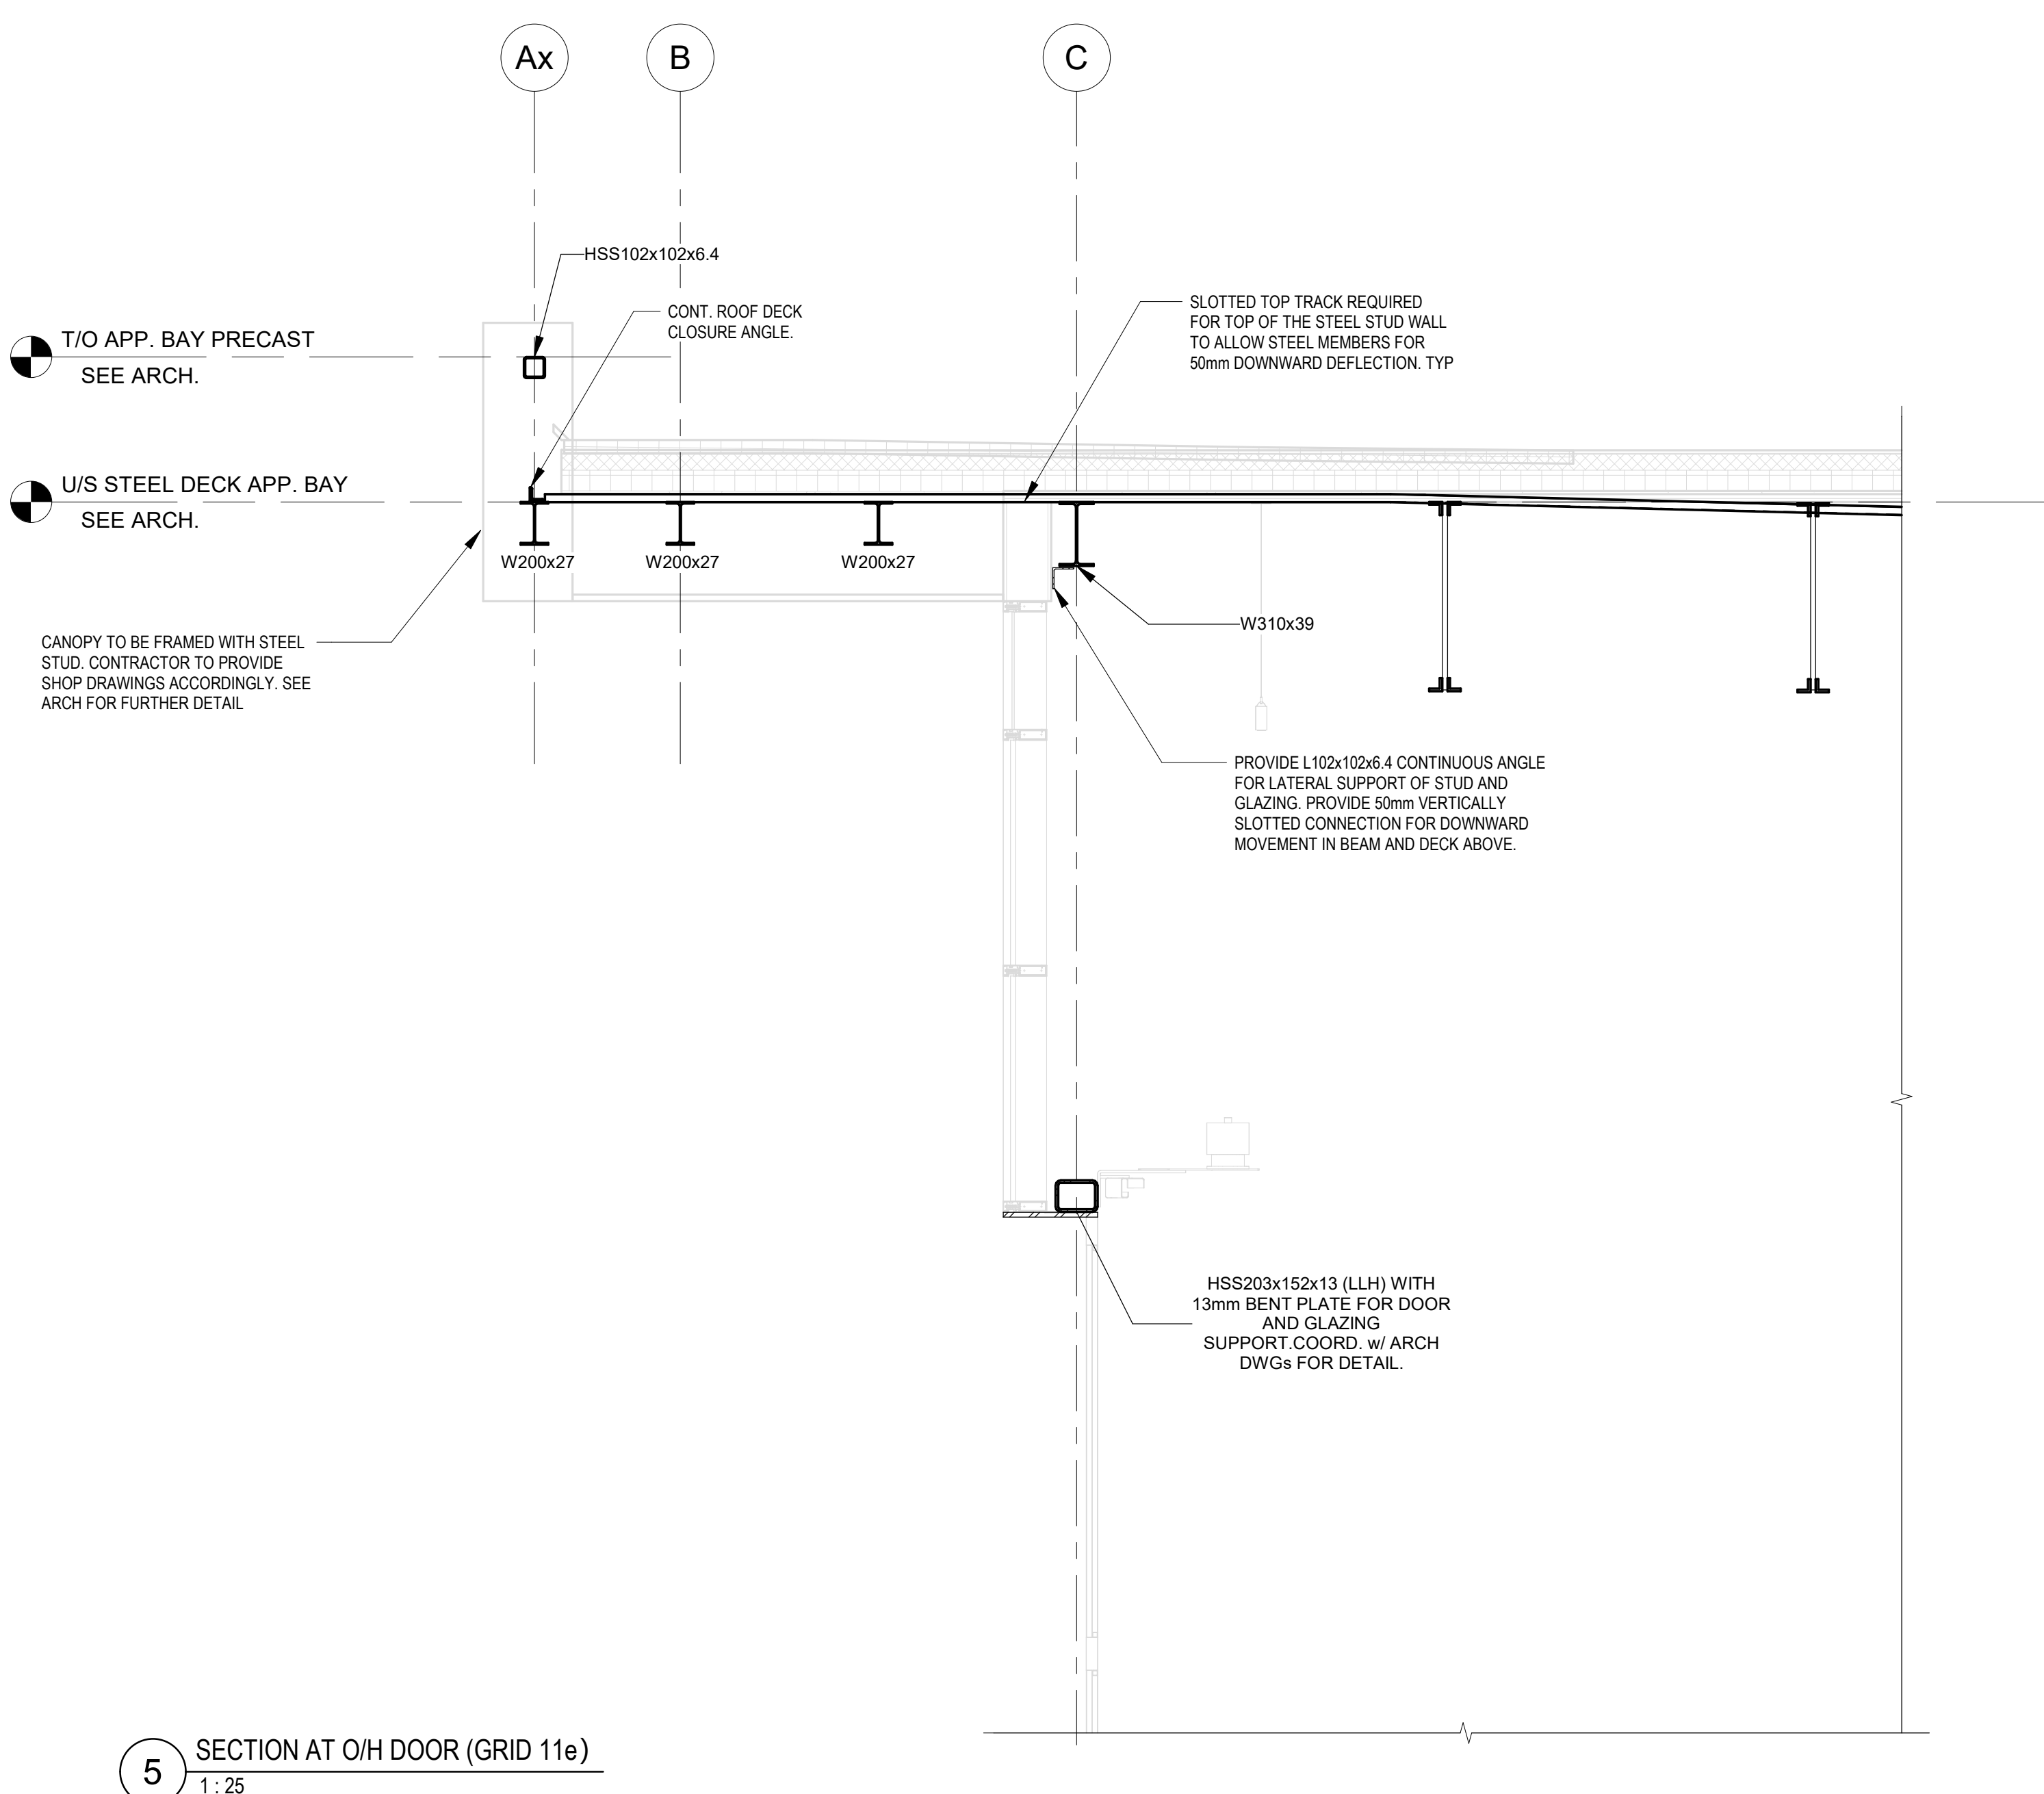 Ax
B
C
HSS102x102x6.4
CONT. ROOF DECK
CLOSURE ANGLE.
SLOTTED TOP TRACK REQUIRED
FOR TOP OF THE STEEL STUD WALL
TO ALLOW STEEL MEMBERS FOR
50mm DOWNWARD DEFLECTION. TYP
T/O APP. BAY PRECAST
SEE ARCH.
U/S STEEL DECK APP. BAY
SEE ARCH.
W200x27
W200x27
W200x27
W310x39
CANOPY TO BE FRAMED WITH STEEL
STUD. CONTRACTOR TO PROVIDE
SHOP DRAWINGS ACCORDINGLY. SEE
ARCH FOR FURTHER DETAIL
PROVIDE L102x102x6.4 CONTINUOUS ANGLE
FOR LATERAL SUPPORT OF STUD AND
GLAZING. PROVIDE 50mm VERTICALLY
SLOTTED CONNECTION FOR DOWNWARD
MOVEMENT IN BEAM AND DECK ABOVE.
HSS203x152x13 (LLH) WITH
13mm BENT PLATE FOR DOOR
AND GLAZING
SUPPORT.COORD. w/ ARCH
DWGs FOR DETAIL.
5
SECTION AT O/H DOOR (GRID 11e)
1 : 25